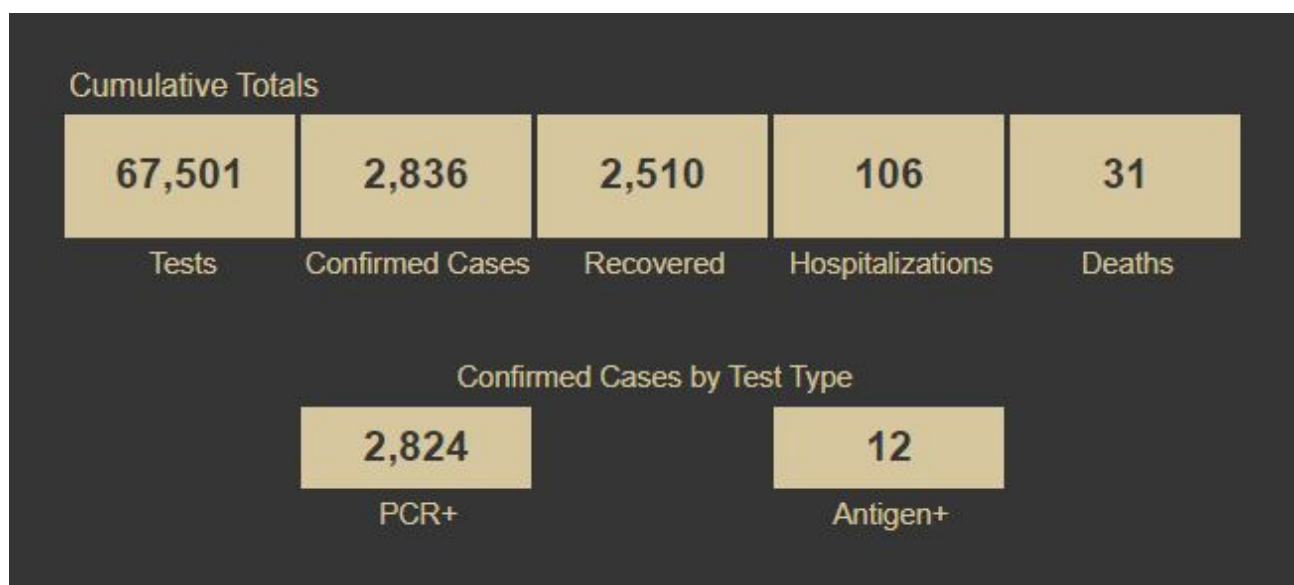 Cumulative Totals
67,501 2,836 2,510 106 31
Tests Confirmed Cases Recovered Hospitalizations Deaths
Confirmed Cases by Test Type
2,824 12
PCR+ Antigen+